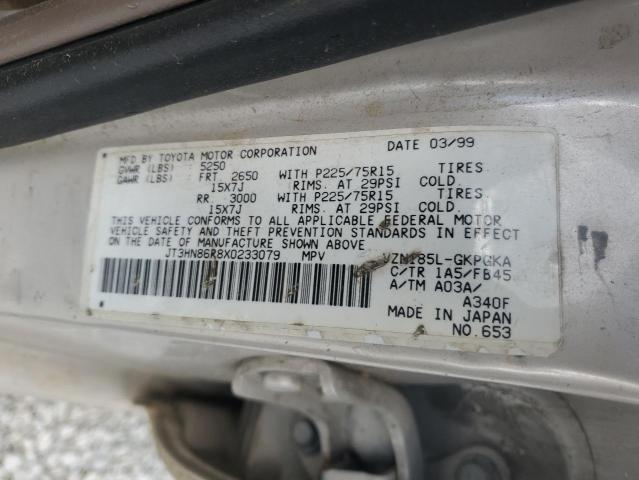 MFD BY TOYOTA MOTOR CORPORATION DATE 03/99
GVWR (LBS) 5250
GAWR (LBS) FRT. 2650 WITH P225/75R15 TIRES
15X7J RIMS. AT 29PSI COLD.
RR. 3000 WITH P225/75R15 TIRES
15X7J RIMS. AT 29PSI COLD.
THIS VEHICLE CONFORMS TO ALL APPLICABLE FEDERAL MOTOR
VEHICLE SAFETY AND THEFT PREVENTION STANDARDS IN EFFECT
ON THE DATE OF MANUFACTURE SHOWN ABOVE.
JT3HN86R8X0233079 MPV VZN185L-GKPGKA
C/TR 1A5/FB45
A/TM A03A/
A340F
MADE IN JAPAN
NO.653